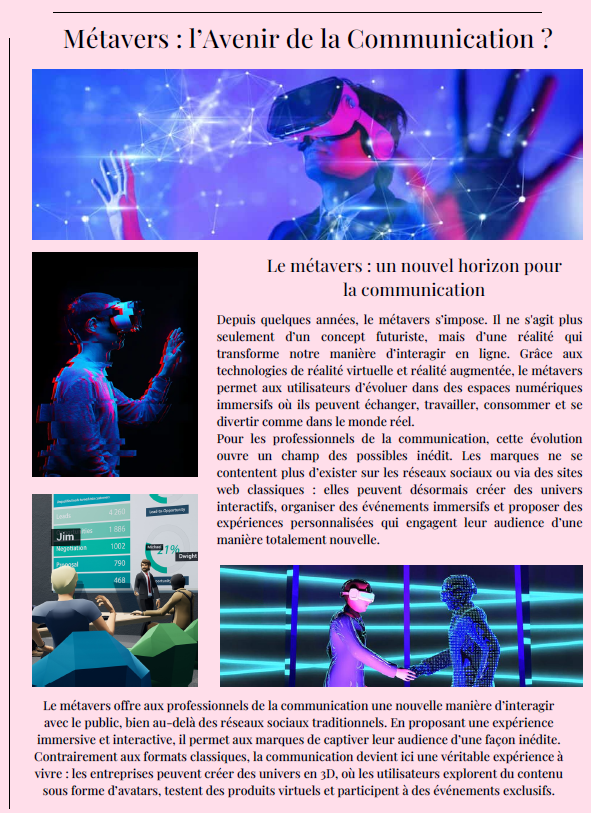 Métavers : l’Avenir de la Communication ?
Le métavers : un nouvel horizon pour
la communication
Depuis quelques années, le métavers s’impose. Il ne s'agit plus
seulement d’un concept futuriste, mais d’une réalité qui
transforme notre manière d’interagir en ligne. Grâce aux
technologies de réalité virtuelle et réalité augmentée, le métavers
permet aux utilisateurs d’évoluer dans des espaces numériques
immersifs où ils peuvent échanger, travailler, consommer et se
divertir comme dans le monde réel.
Pour les professionnels de la communication, cette évolution
ouvre un champ des possibles inédit. Les marques ne se
contentent plus d’exister sur les réseaux sociaux ou via des sites
web classiques : elles peuvent désormais créer des univers
interactifs, organiser des événements immersifs et proposer des
expériences personnalisées qui engagent leur audience d’une
manière totalement nouvelle.
Leads 4 260
1 886
Jim
Negotiation 1002
Michael
21%
Dwight
Proposal 790
468
Le métavers offre aux professionnels de la communication une nouvelle manière d’interagir
avec le public, bien au-delà des réseaux sociaux traditionnels. En proposant une expérience
immersive et interactive, il permet aux marques de captiver leur audience d’une façon inédite.
Contrairement aux formats classiques, la communication devient ici une véritable expérience à
vivre : les entreprises peuvent créer des univers en 3D, où les utilisateurs explorent du contenu
sous forme d’avatars, testent des produits virtuels et participent à des événements exclusifs.